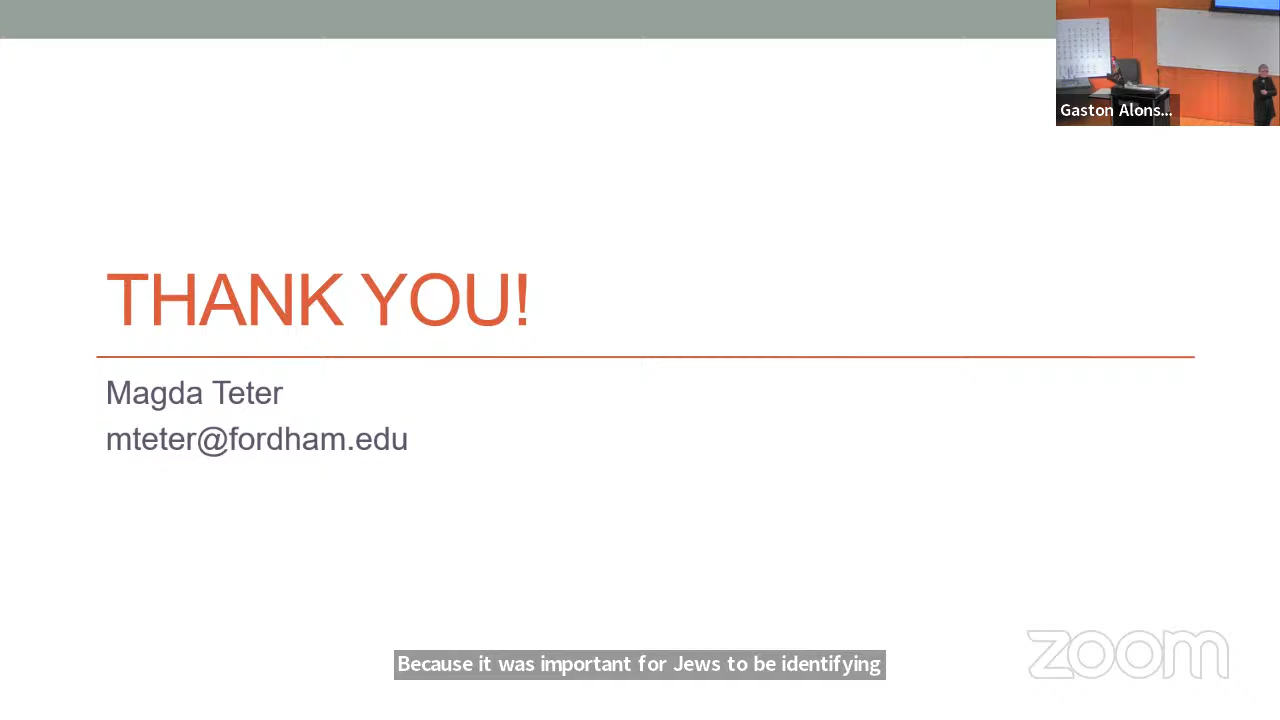 Gaston Alons...
THANK YOU!
Magda Teter
mteter@fordham.edu
Because it was important for Jews to be identifying
zoom